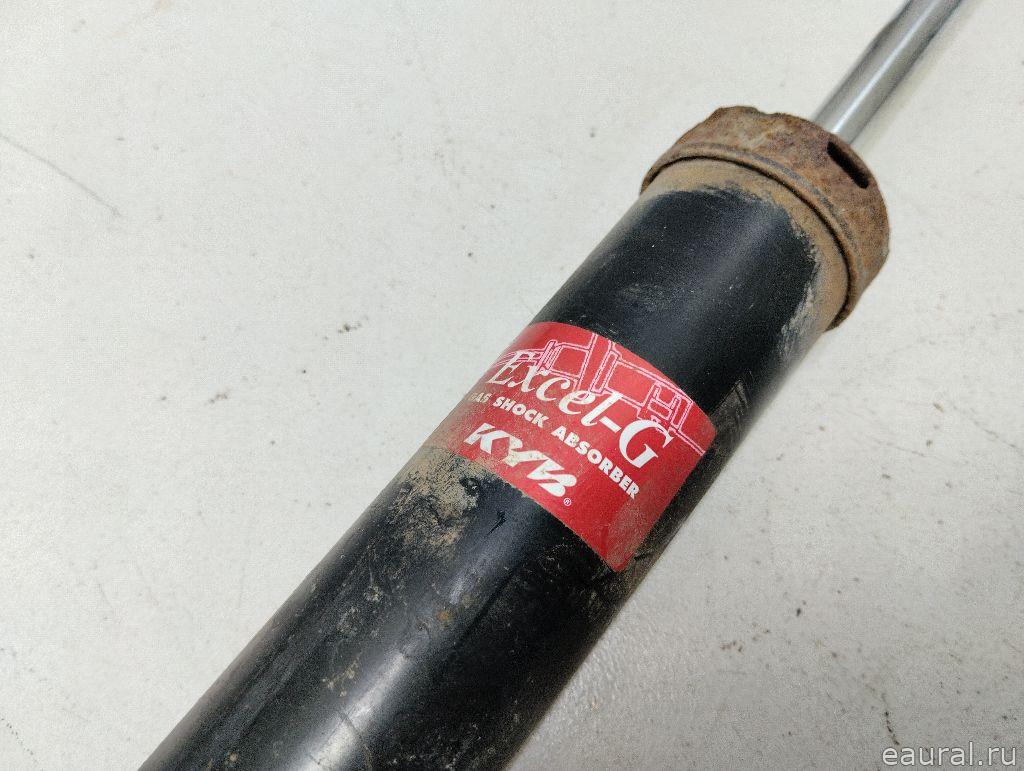 Excel-G
GAS SHOCK ABSORBER
KYB®
eaural.ru